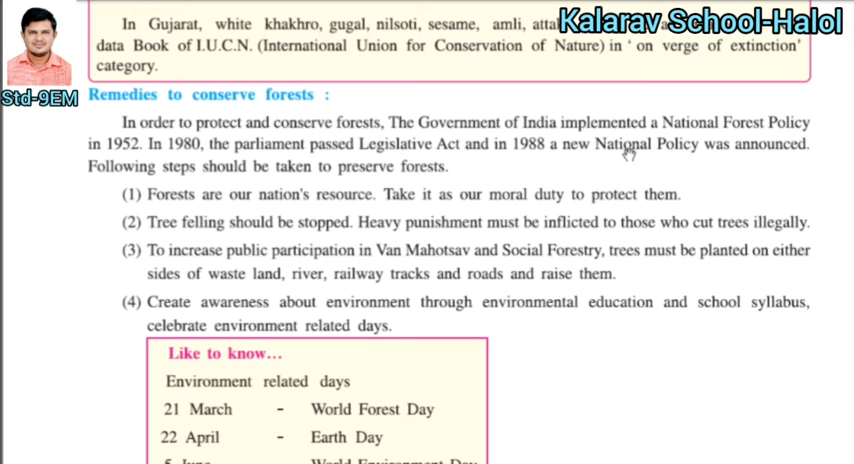 In Gujarat, white khakhro, gugal, nilsoti, sesame, amli,
Kalarav School-Halol
data Book of I.U.C.N. (International Union for Conservation of Nature) in ‘ on verge of extinction’
category.
Std-9EM
Remedies to conserve forests :
In order to protect and conserve forests, The Government of India implemented a National Forest Policy
in 1952. In 1980, the parliament passed Legislative Act and in 1988 a new National Policy was announced.
Following steps should be taken to preserve forests.
(1) Forests are our nation's resource. Take it as our moral duty to protect them.
(2) Tree felling should be stopped. Heavy punishment must be inflicted to those who cut trees illegally.
(3) To increase public participation in Van Mahotsav and Social Forestry, trees must be planted on either
sides of waste land, river, railway tracks and roads and raise them.
(4) Create awareness about environment through environmental education and school syllabus,
celebrate environment related days.
Like to know...
Environment related days
21 March - World Forest Day
22 April - Earth Day
5 June World Environment Day